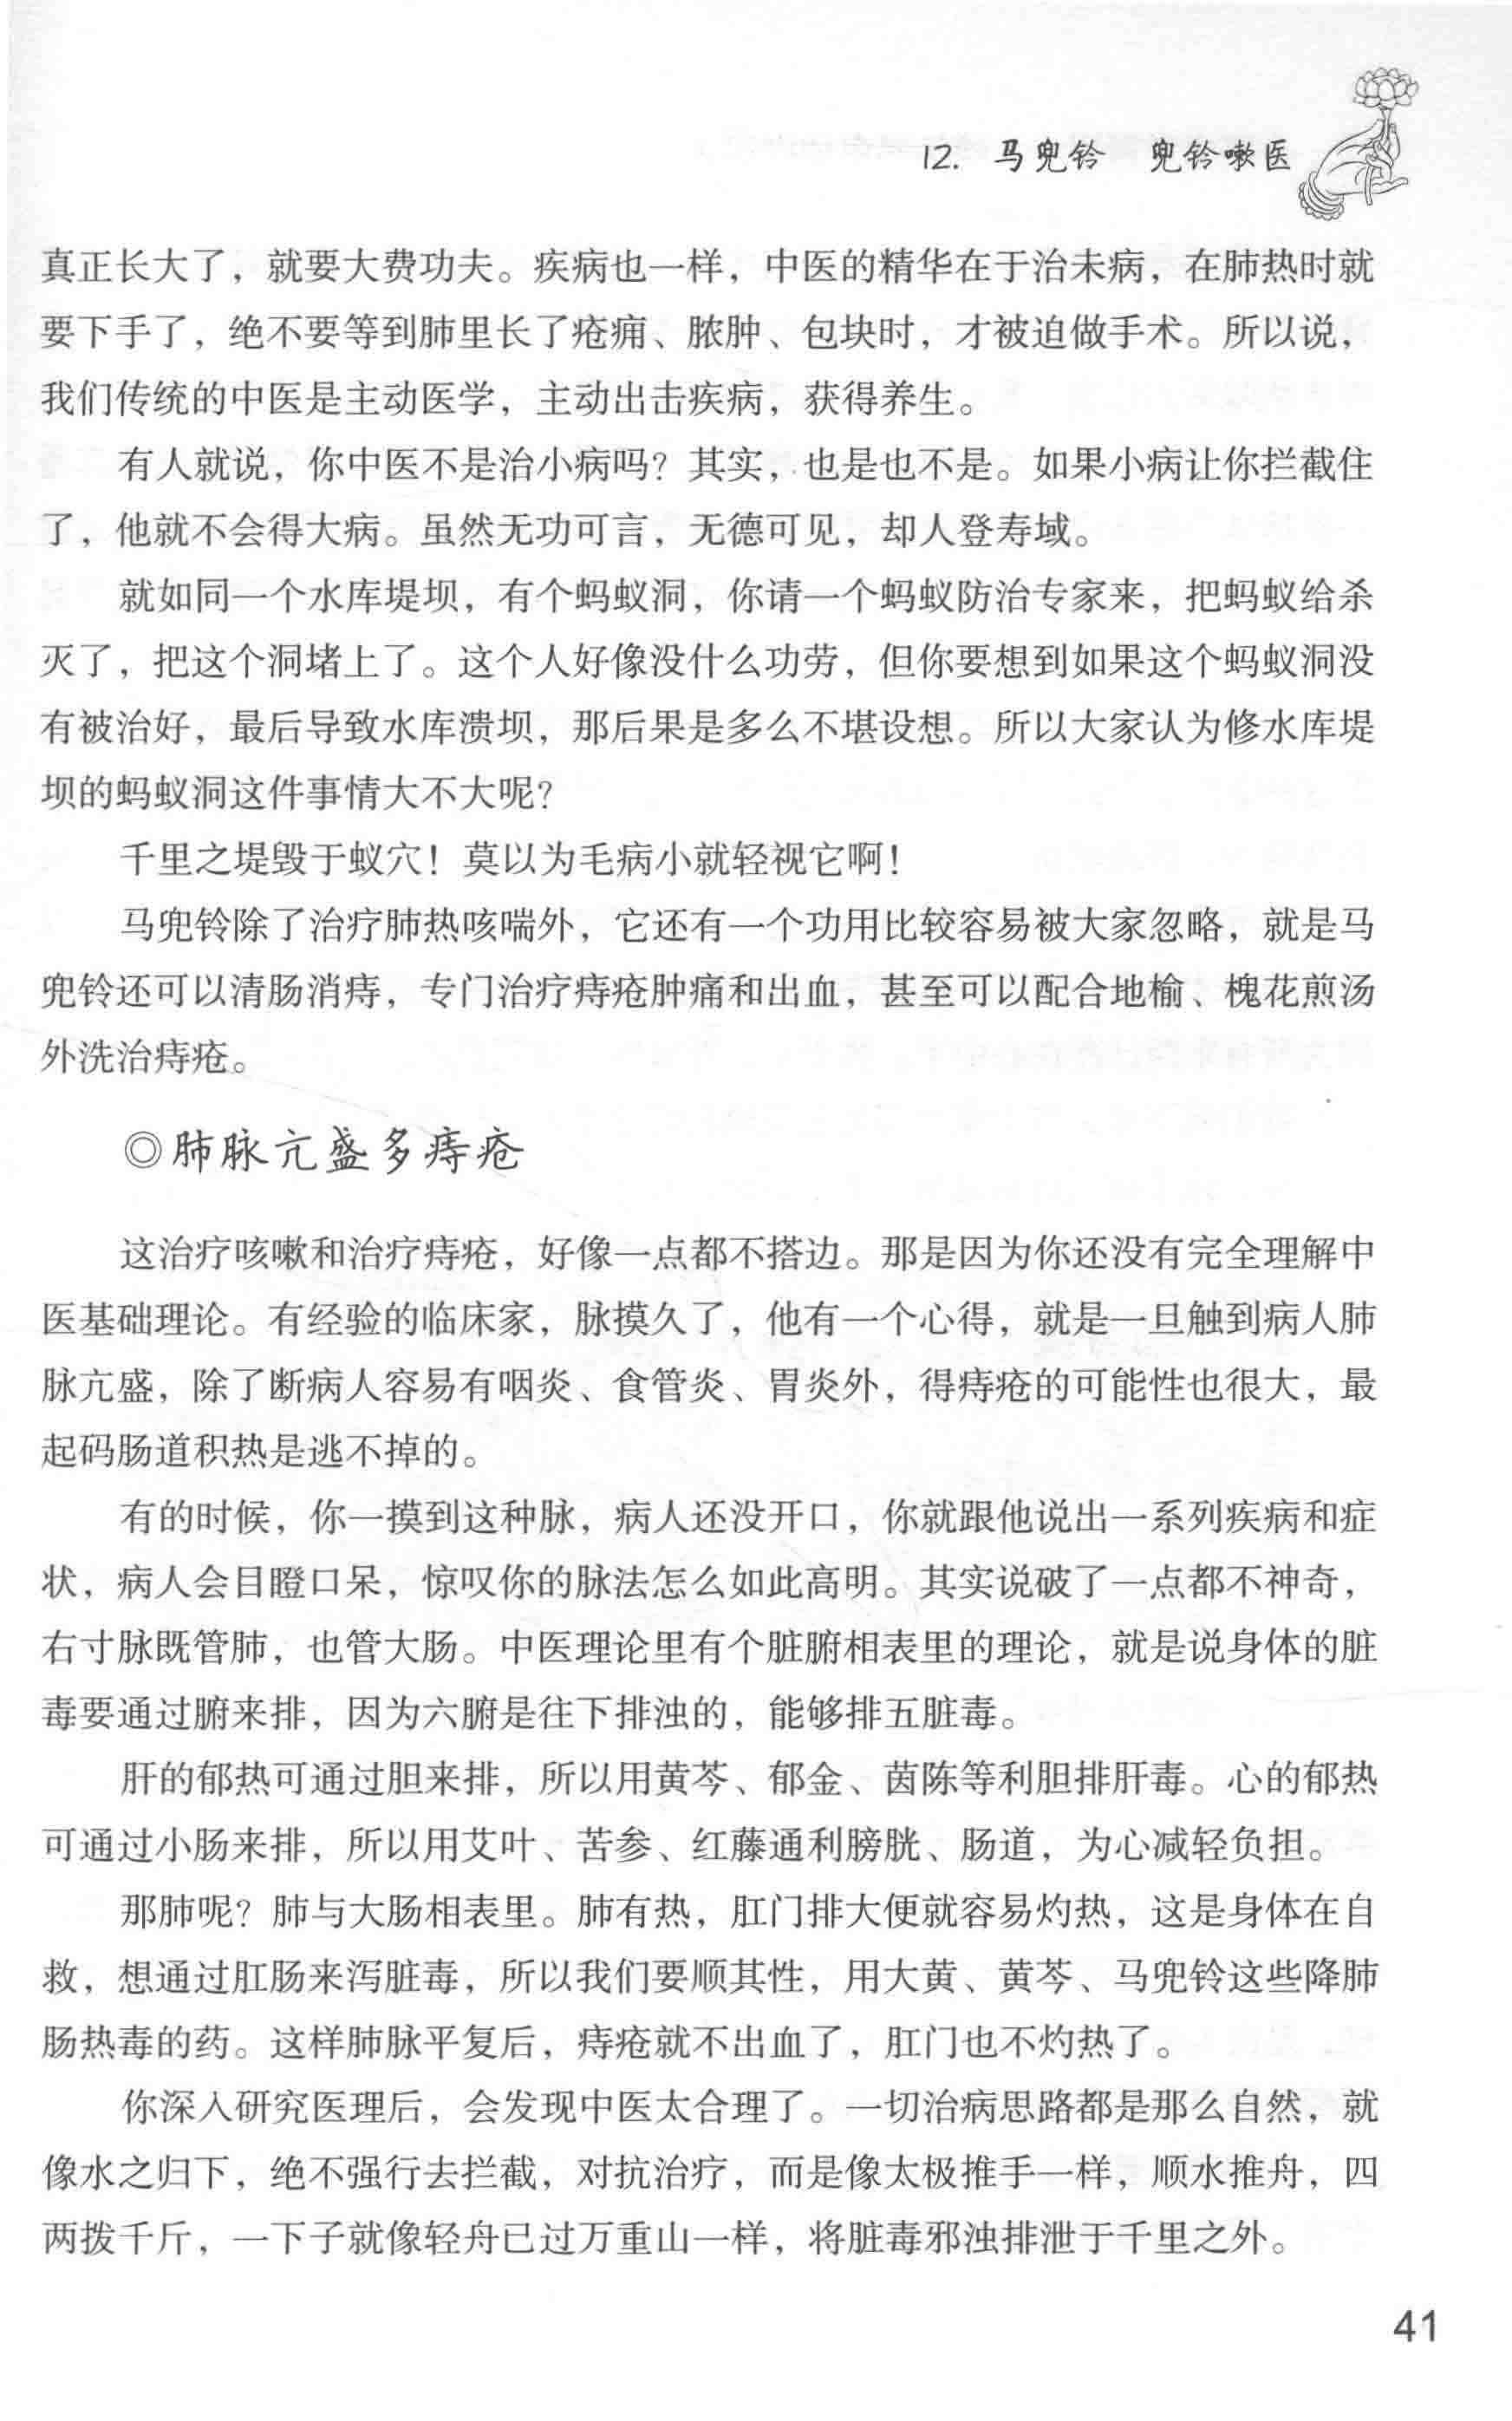 12. 马兜铃 兜铃嗽医
真正长大了，就要大费功夫。疾病也一样，中医的精华在于治未病，在肺热时就
要下手了，绝不要等到肺里长了疮痈、脓肿、包块时，才被迫做手术。所以说，
我们传统的中医是主动医学，主动出击疾病，获得养生。
有人就说，你中医不是治小病吗？其实，也是也不是。如果小病让你拦截住
了，他就不会得大病。虽然无功可言，无德可见，却人登寿域。
就如同一个水库堤坝，有个蚂蚁洞，你请一个蚂蚁防治专家来，把蚂蚁给杀
灭了，把这个洞堵上了。这个人好像没什么功劳，但你要想到如果这个蚂蚁洞没
有被治好，最后导致水库溃坝，那后果是多么不堪设想。所以大家认为修水库堤
坝的蚂蚁洞这件事情大不大呢？
千里之堤毁于蚁穴！莫以为毛病小就轻视它啊！
马兜铃除了治疗肺热咳喘外，它还有一个功用比较容易被大家忽略，就是马
兜铃还可以清肠消痔，专门治疗痔疮肿痛和出血，甚至可以配合地榆、槐花煎汤
外洗治痔疮。
◎肺脉亢盛多痔疮
这治疗咳嗽和治疗痔疮，好像一点都不搭边。那是因为你还没有完全理解中
医基础理论。有经验的临床家，脉摸久了，他有一个心得，就是一旦触到病人肺
脉亢盛，除了断病人容易有咽炎、食管炎、胃炎外，得痔疮的可能性也很大，最
起码肠道积热是逃不掉的。
有的时候，你一摸到这种脉，病人还没开口，你就跟他说出一系列疾病和症
状，病人会目瞪口呆，惊叹你的脉法怎么如此高明。其实说破了一点都不神奇，
右寸脉既管肺，也管大肠。中医理论里有个脏腑相表里的理论，就是说身体的脏
毒要通过腑来排，因为六腑是往下排浊的，能够排五脏毒。
肝的郁热可通过胆来排，所以用黄芩、郁金、茵陈等利胆排肝毒。心的郁热
可通过小肠来排，所以用艾叶、苦参、红藤通利膀胱、肠道，为心减轻负担。
那肺呢？肺与大肠相表里。肺有热，肛门排大便就容易灼热，这是身体在自
救，想通过肛肠来泻脏毒，所以我们要顺其性，用大黄、黄芩、马兜铃这些降肺
肠热毒的药。这样肺脉平复后，痔疮就不出血了，肛门也不灼热了。
你深入研究医理后，会发现中医太合理了。一切治病思路都是那么自然，就
像水之归下，绝不强行去拦截，对抗治疗，而是像太极推手一样，顺水推舟，四
两拨千斤，一下子就像轻舟已过万重山一样，将脏毒邪浊排泄于千里之外。
41